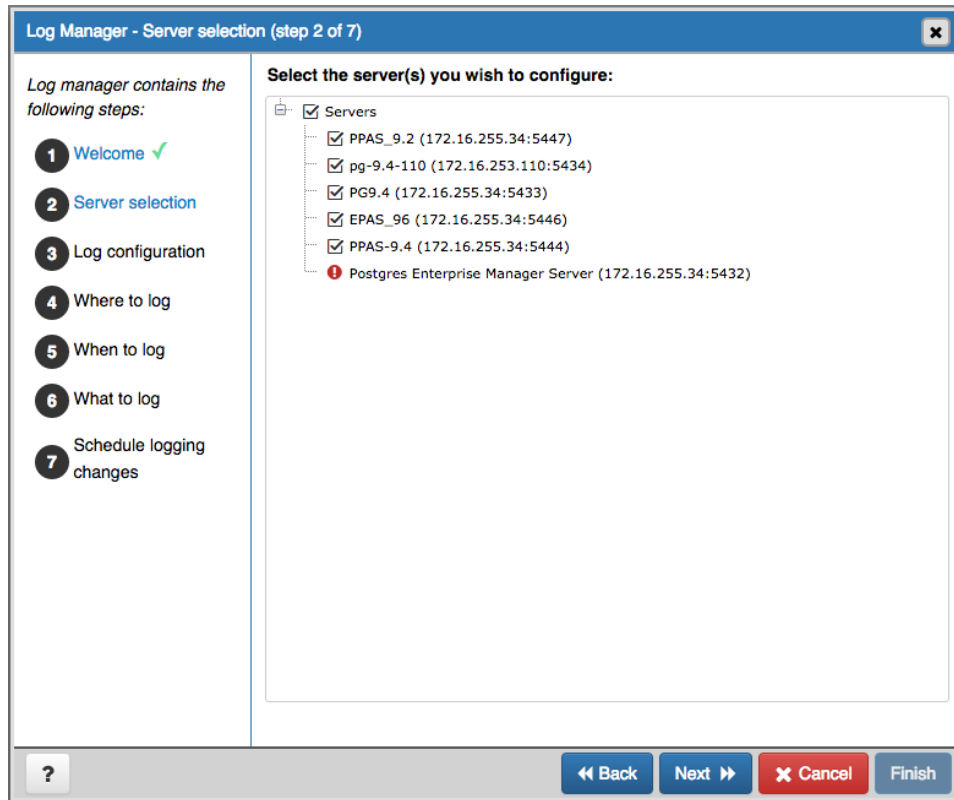 Log Manager - Server selection (step 2 of 7)
Log manager contains the
following steps:
1 Welcome
2 Server selection
3 Log configuration
4 Where to log
5 When to log
6 What to log
7 Schedule logging
changes
Select the server(s) you wish to configure:
Servers
PPAS_9.2 (172.16.255.34:5447)
pg-9.4-110 (172.16.253.110:5434)
PG9.4 (172.16.255.34:5433)
EPAS_96 (172.16.255.34:5446)
PPAS-9.4 (172.16.255.34:5444)
Postgres Enterprise Manager Server (172.16.255.34:5432)
? Back Next Cancel Finish